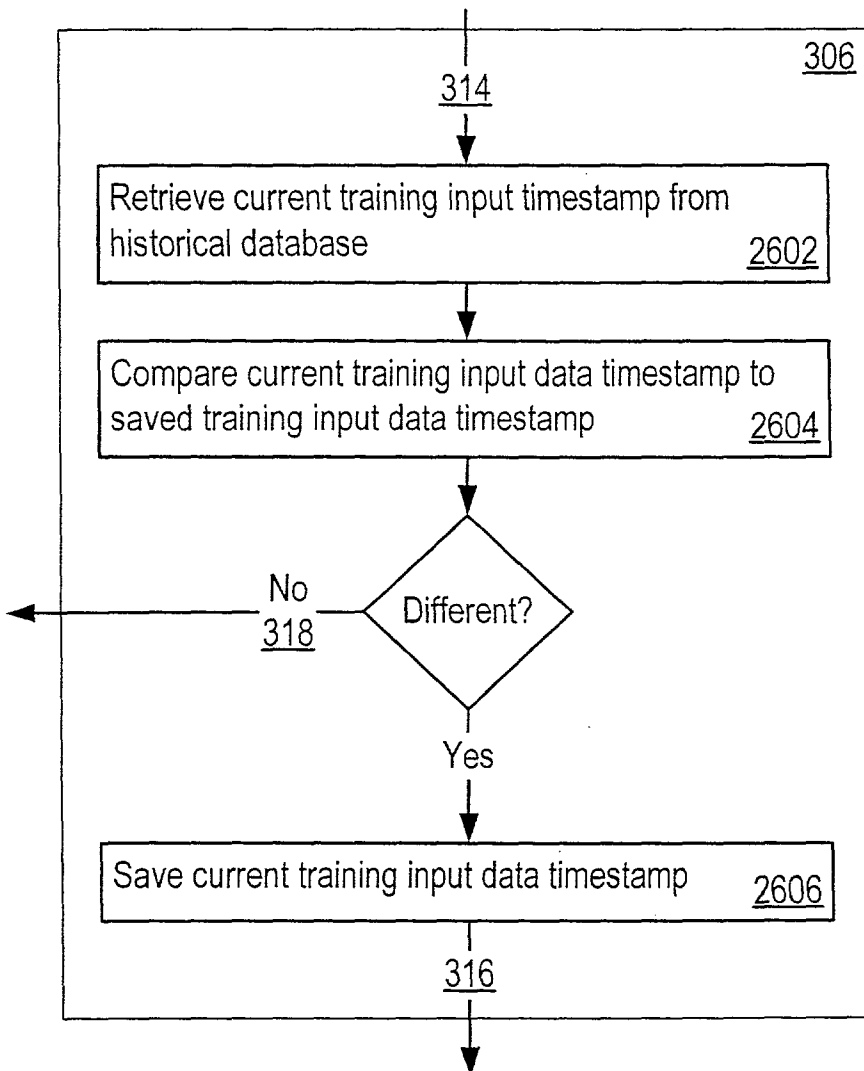 306
314
Retrieve current training input timestamp from
historical database
2602
Compare current training input data timestamp to
saved training input data timestamp
2604
No
318
Different?
Yes
Save current training input data timestamp
2606
316